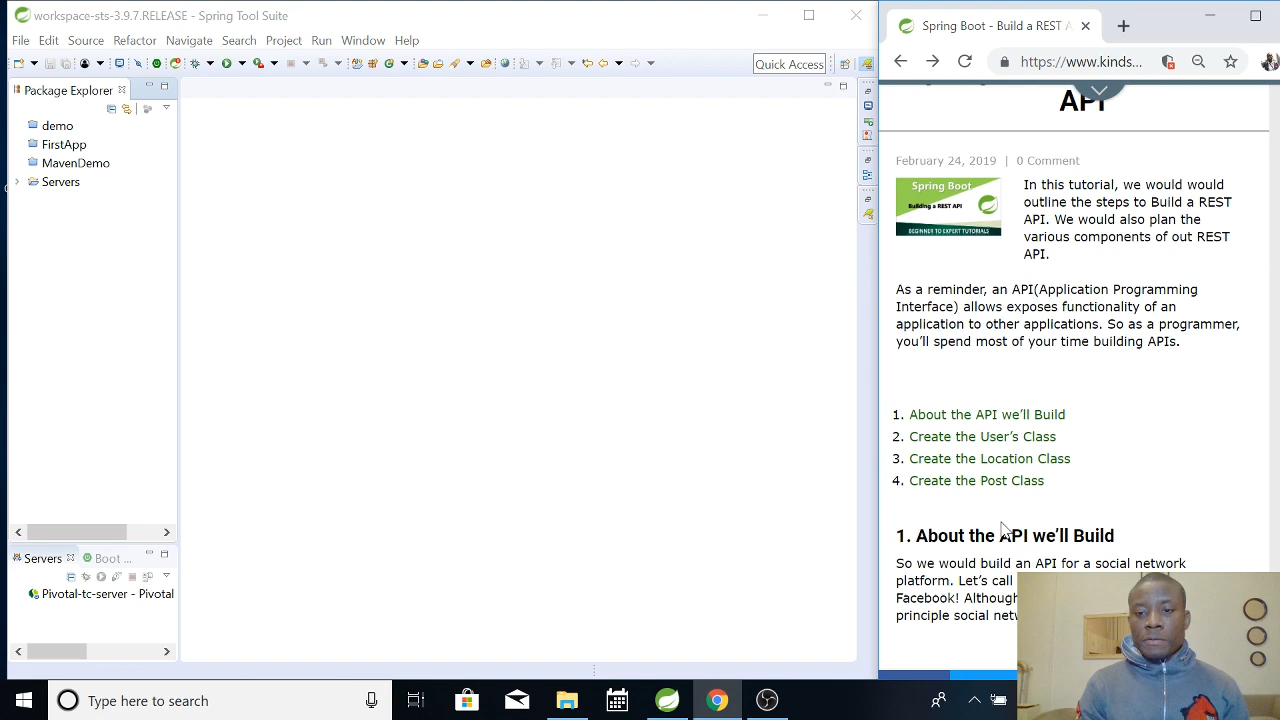 workspace-sts-3.9.7.RELEASE - Spring Tool Suite
File Edit Source Refactor Navigate Search Project Run Window Help
Quick Access
Package Explorer
demo
FirstApp
MavenDemo
Servers
Servers
Boot ...
Pivotal-tc-server - Pivotal
Spring Boot - Build a REST A
https://www.kinds...
API
February 24, 2019 | 0 Comment
Spring Boot
Building a REST API
BEGINNER TO EXPERT TUTORIALS
In this tutorial, we would would
outline the steps to Build a REST
API. We would also plan the
various components of out REST
API.
As a reminder, an API(Application Programming
Interface) allows exposes functionality of an
application to other applications. So as a programmer,
you'll spend most of your time building APIs.
1. About the API we'll Build
2. Create the User's Class
3. Create the Location Class
4. Create the Post Class
1. About the API we'll Build
So we would build an API for a social network
platform. Let's call
Facebook! Although
principle social netw
Type here to search